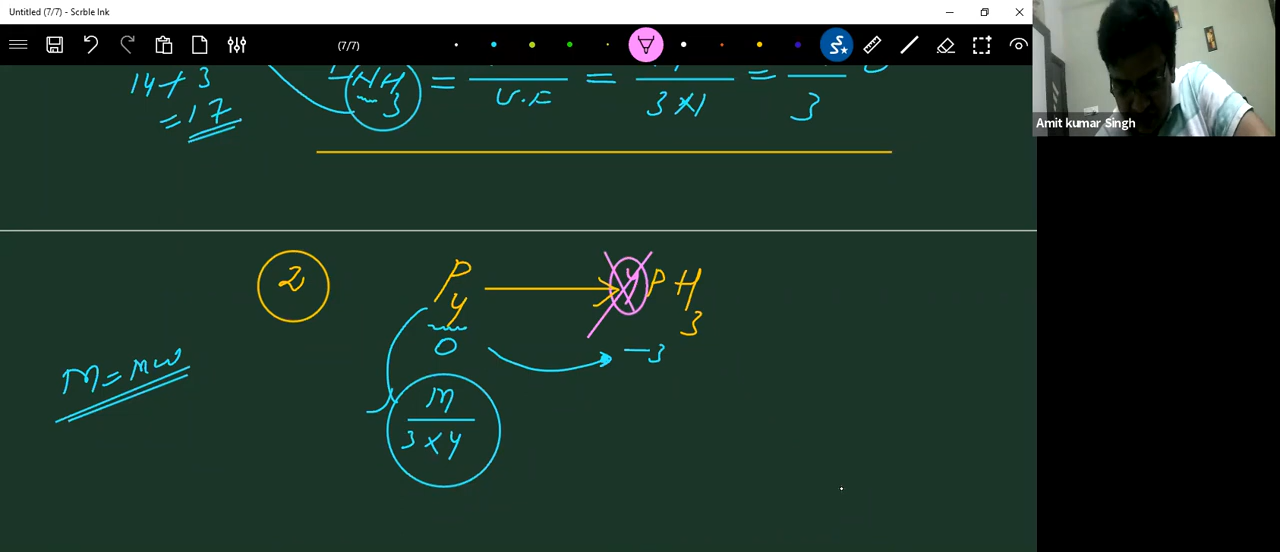 Untitled (7/7) - Scrble Ink
(7/7)
Amit kumar Singh
14+3
= 17
NH
3
=
V.F
=
3×1
=
3
2
P
4
4
P H
3
0
-3
M = mw
M
3×4